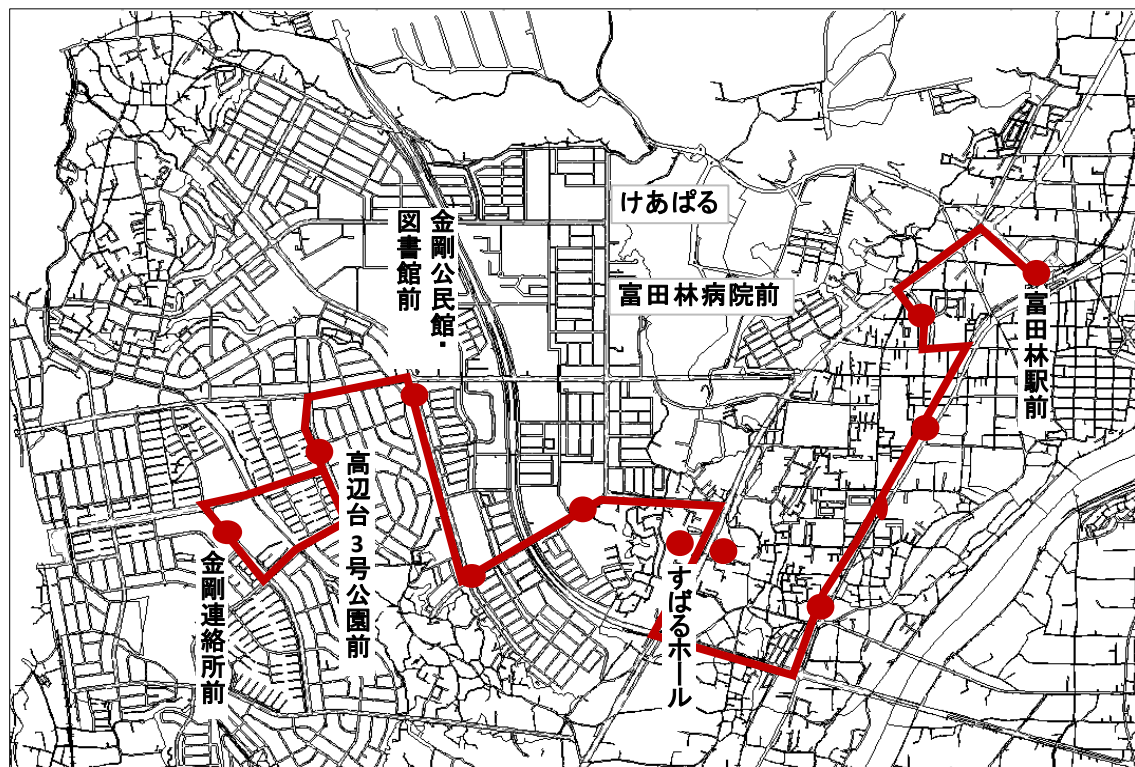 けあぱる
富田林病院前
金剛公民館・
図書館前
富田林駅前
高辺台3号公園前
金剛連絡所前
すばるホール